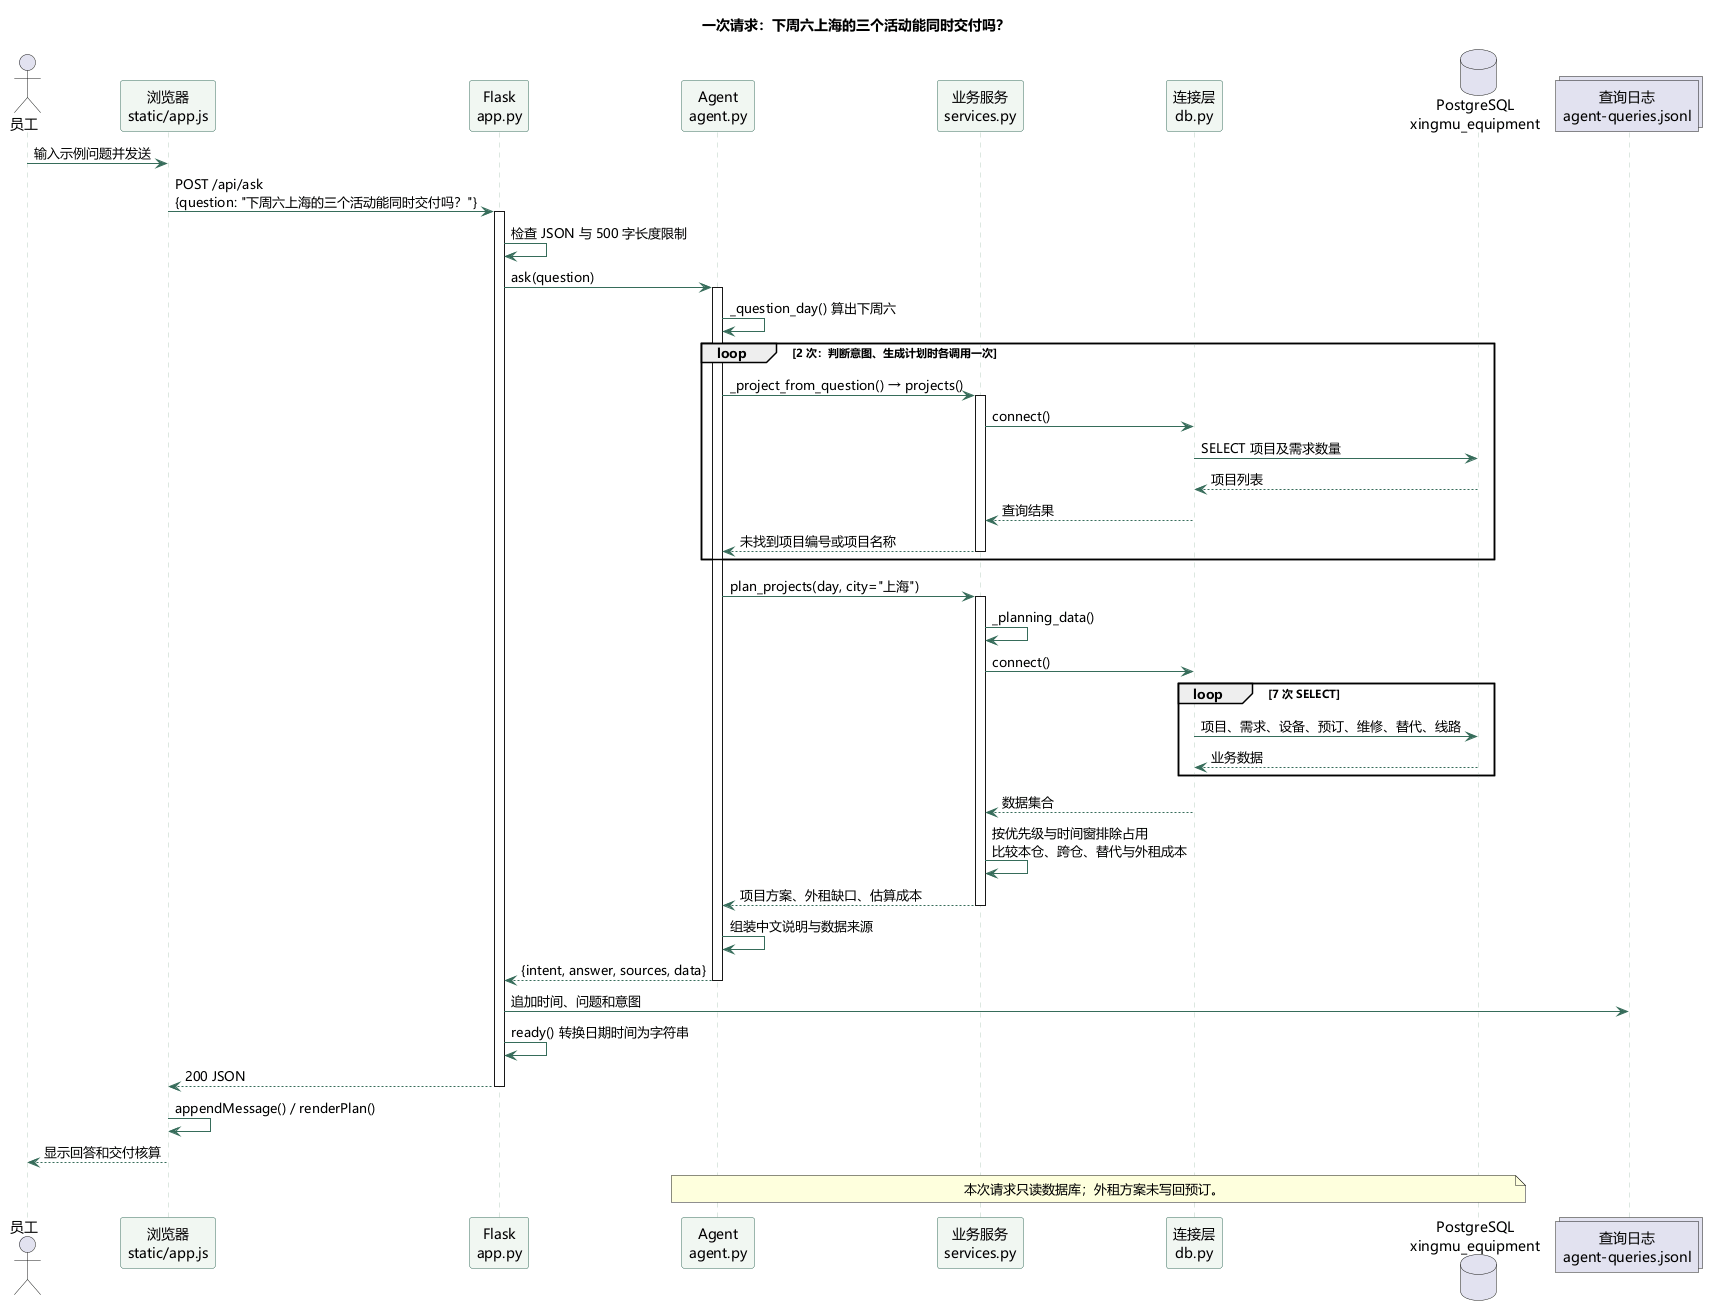 一次请求：下周六上海的三个活动能同时交付吗？
员工
浏览器
static/app.js
Flask
app.py
Agent
agent.py
业务服务
services.py
连接层
db.py
PostgreSQL
xingmu_equipment
查询日志
agent-queries.jsonl
输入示例问题并发送
POST /api/ask
{question: "下周六上海的三个活动能同时交付吗？"}
检查 JSON 与 500 字长度限制
ask(question)
_question_day() 算出下周六
loop [2 次：判断意图、生成计划时各调用一次]
_project_from_question() → projects()
connect()
SELECT 项目及需求数量
项目列表
查询结果
未找到项目编号或项目名称
plan_projects(day, city="上海")
_planning_data()
connect()
loop [7 次 SELECT]
项目、需求、设备、预订、维修、替代、线路
业务数据
数据集合
按优先级与时间窗排除占用
比较本仓、跨仓、替代与外租成本
项目方案、外租缺口、估算成本
组装中文说明与数据来源
{intent, answer, sources, data}
追加时间、问题和意图
ready() 转换日期时间为字符串
200 JSON
appendMessage() / renderPlan()
显示回答和交付核算
本次请求只读数据库；外租方案未写回预订。
员工
浏览器
static/app.js
Flask
app.py
Agent
agent.py
业务服务
services.py
连接层
db.py
PostgreSQL
xingmu_equipment
查询日志
agent-queries.jsonl